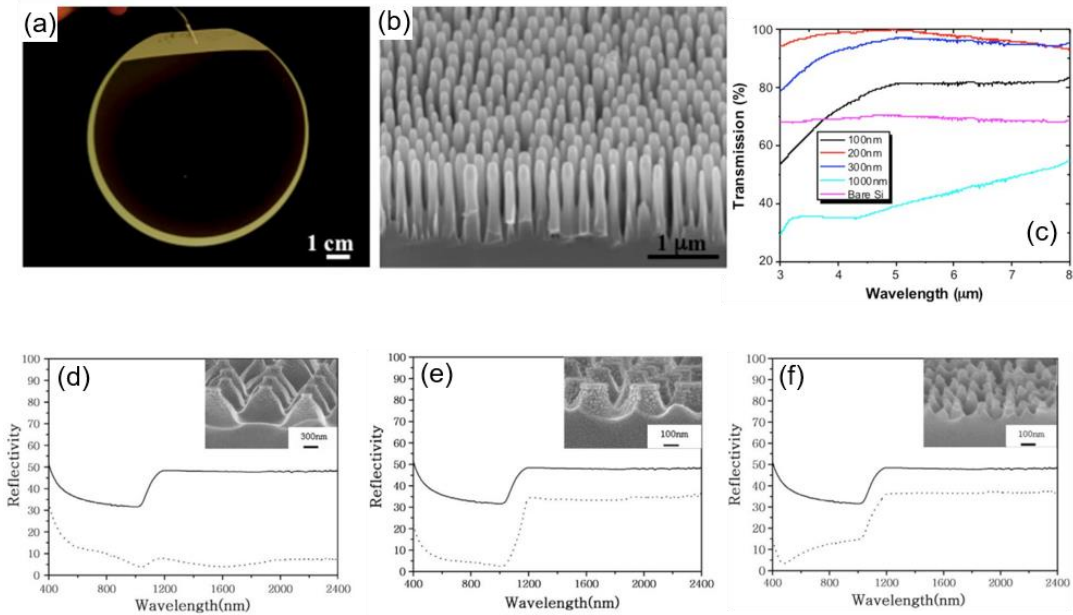 (a)
1 cm
(b)
1 μm
(c)
Transmission (%)
100
80
60
40
20
100nm
200nm
300nm
1000nm
Bare Si
3 4 5 6 7 8
Wavelength (μm)
(d)
Reflectivity
100
90
80
70
60
50
40
30
20
10
0
300nm
400 800 1200 1600 2000 2400
Wavelength(nm)
(e)
Reflectivity
100
90
80
70
60
50
40
30
20
10
0
100nm
400 800 1200 1600 2000 2400
Wavelength(nm)
(f)
Reflectivity
100
90
80
70
60
50
40
30
20
10
0
100nm
400 800 1200 1600 2000 2400
Wavelength(nm)